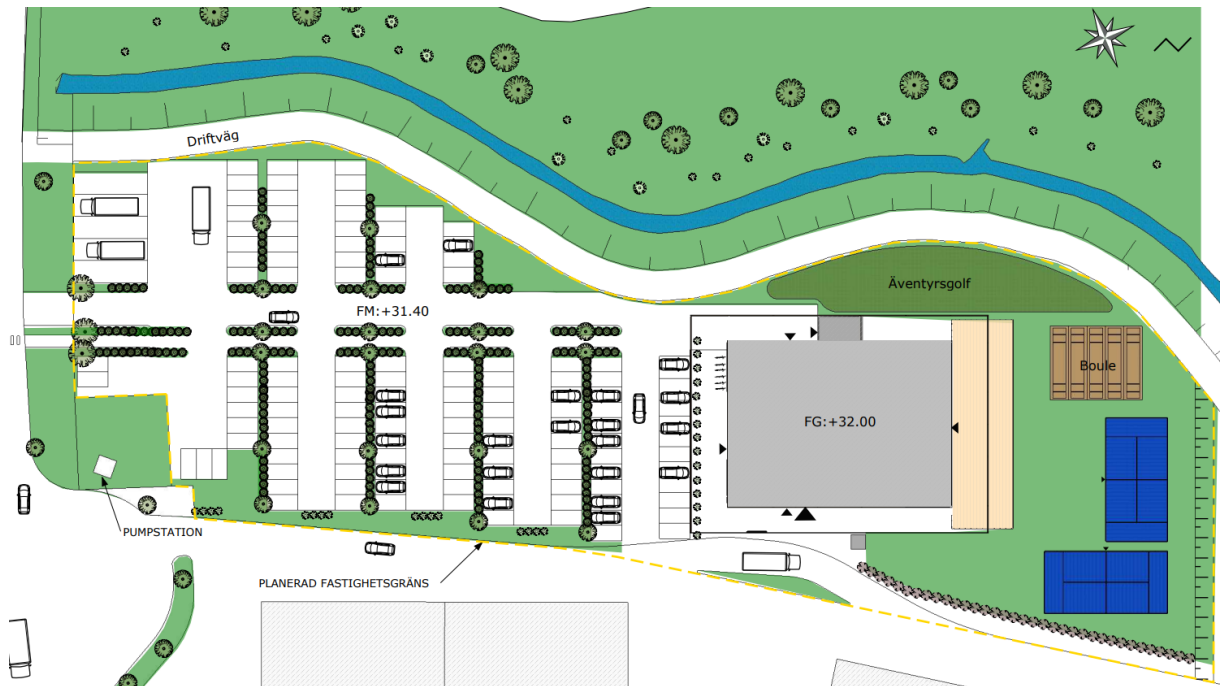 Driftväg
Äventyrsgolf
FM:+31.40
Boule
FG:+32.00
PUMPSTATION
PLANERAD FASTIGHETSGRÄNS